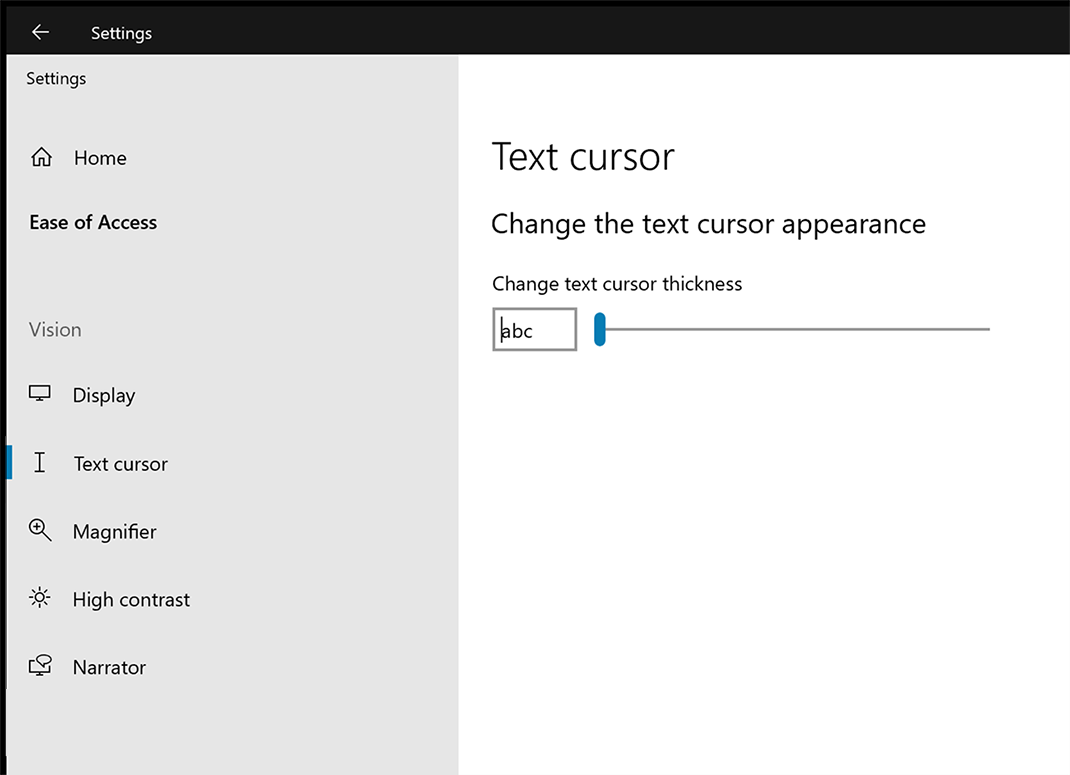 Settings
Settings
Home
Ease of Access
Vision
Display
Text cursor
Magnifier
High contrast
Narrator
Text cursor
Change the text cursor appearance
Change text cursor thickness
abc